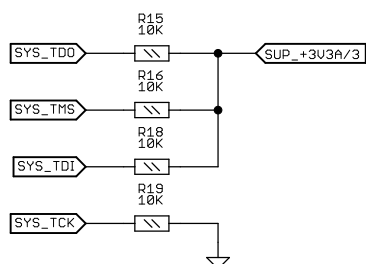 R15
10K
SYS_TDO
SUP_+3V3A/3
R16
10K
SYS_TMS
R18
10K
SYS_TDI
R19
10K
SYS_TCK